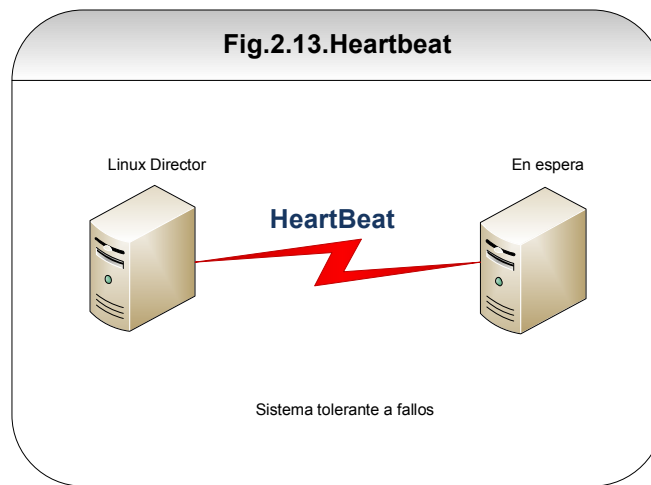 Fig.2.13.Heartbeat
Linux Director
En espera
HeartBeat
Sistema tolerante a fallos